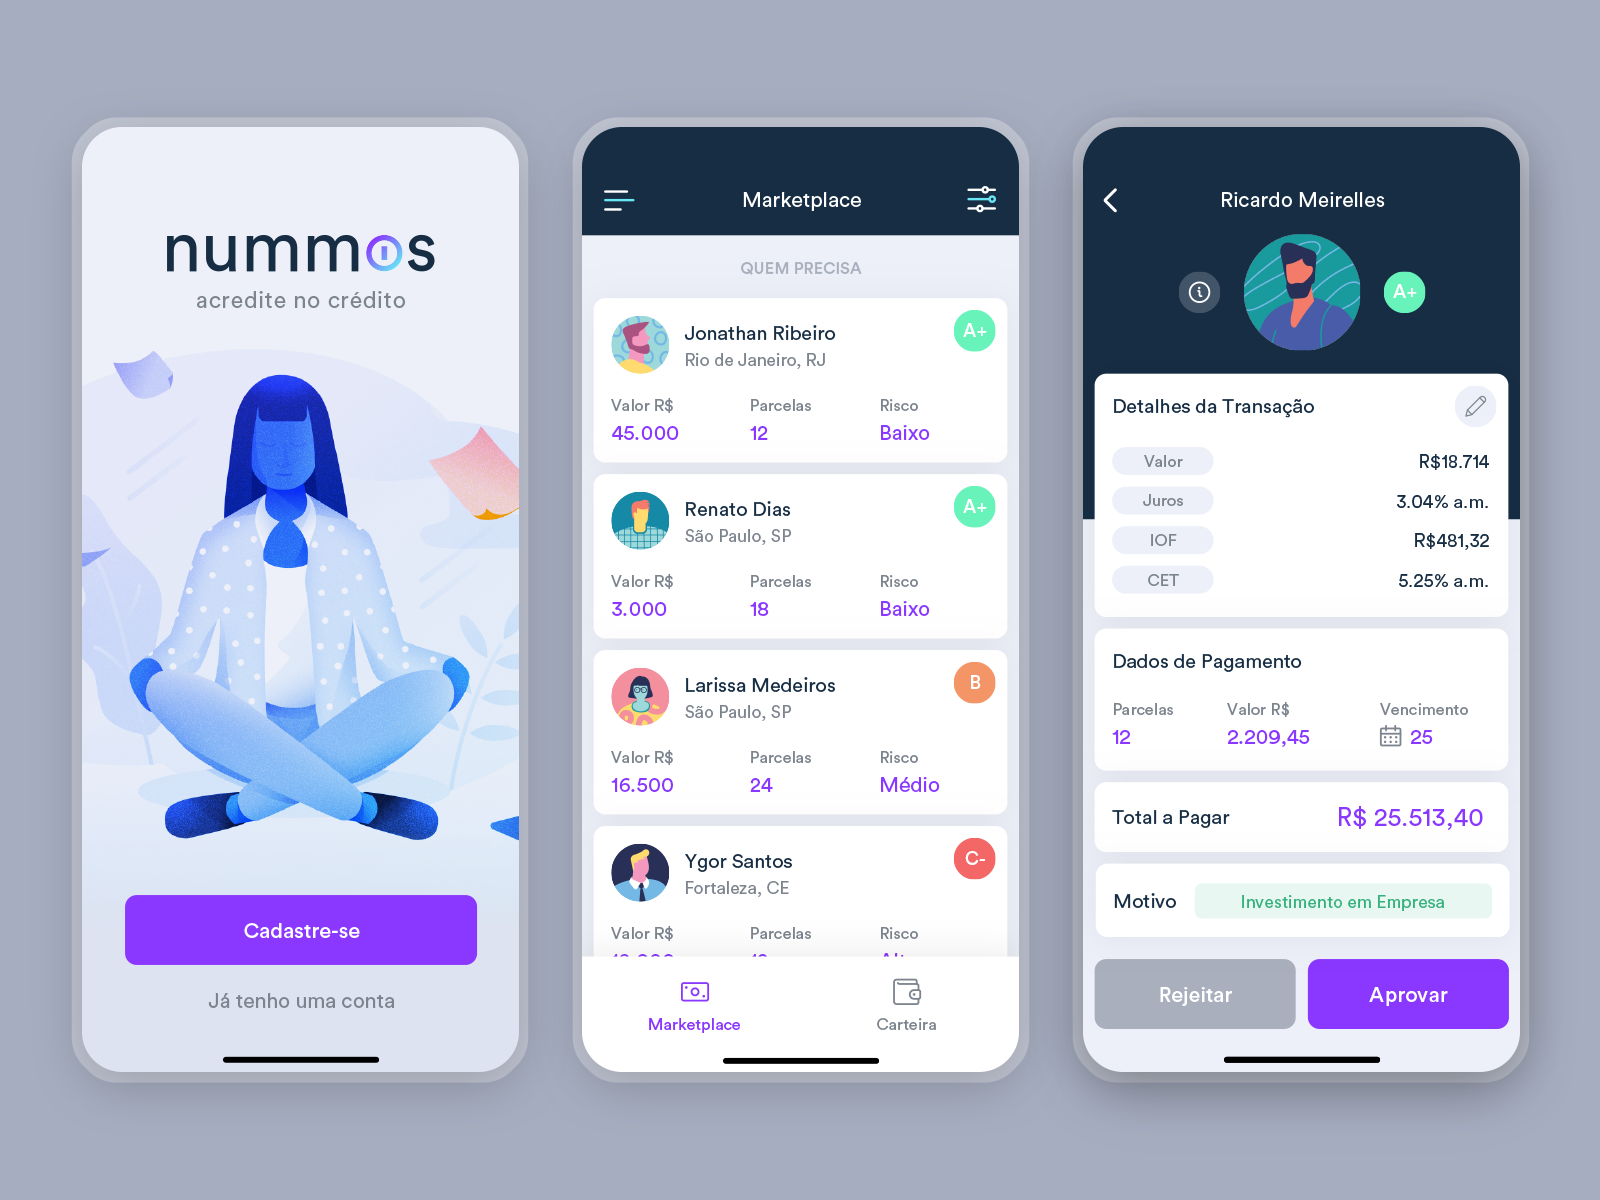 nummos
acredite no crédito
Cadastre-se
Já tenho uma conta
Marketplace
QUEM PRECISA
Jonathan Ribeiro
Rio de Janeiro, RJ
A+
Valor R$ Parcelas Risco
45.000 12 Baixo
Renato Dias
São Paulo, SP
A+
Valor R$ Parcelas Risco
3.000 18 Baixo
Larissa Medeiros
São Paulo, SP
B
Valor R$ Parcelas Risco
16.500 24 Médio
Ygor Santos
Fortaleza, CE
C-
Valor R$ Parcelas Risco
Marketplace Carteira
Ricardo Meirelles
A+
Detalhes da Transação
Valor R$18.714
Juros 3.04% a.m.
IOF R$481,32
CET 5.25% a.m.
Dados de Pagamento
Parcelas Valor R$ Vencimento
12 2.209,45 25
Total a Pagar R$ 25.513,40
Motivo Investimento em Empresa
Rejeitar Aprovar